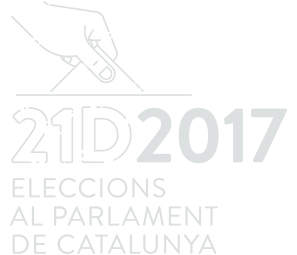 21D2017
ELECCIONS
AL PARLAMENT
DE CATALUNYA